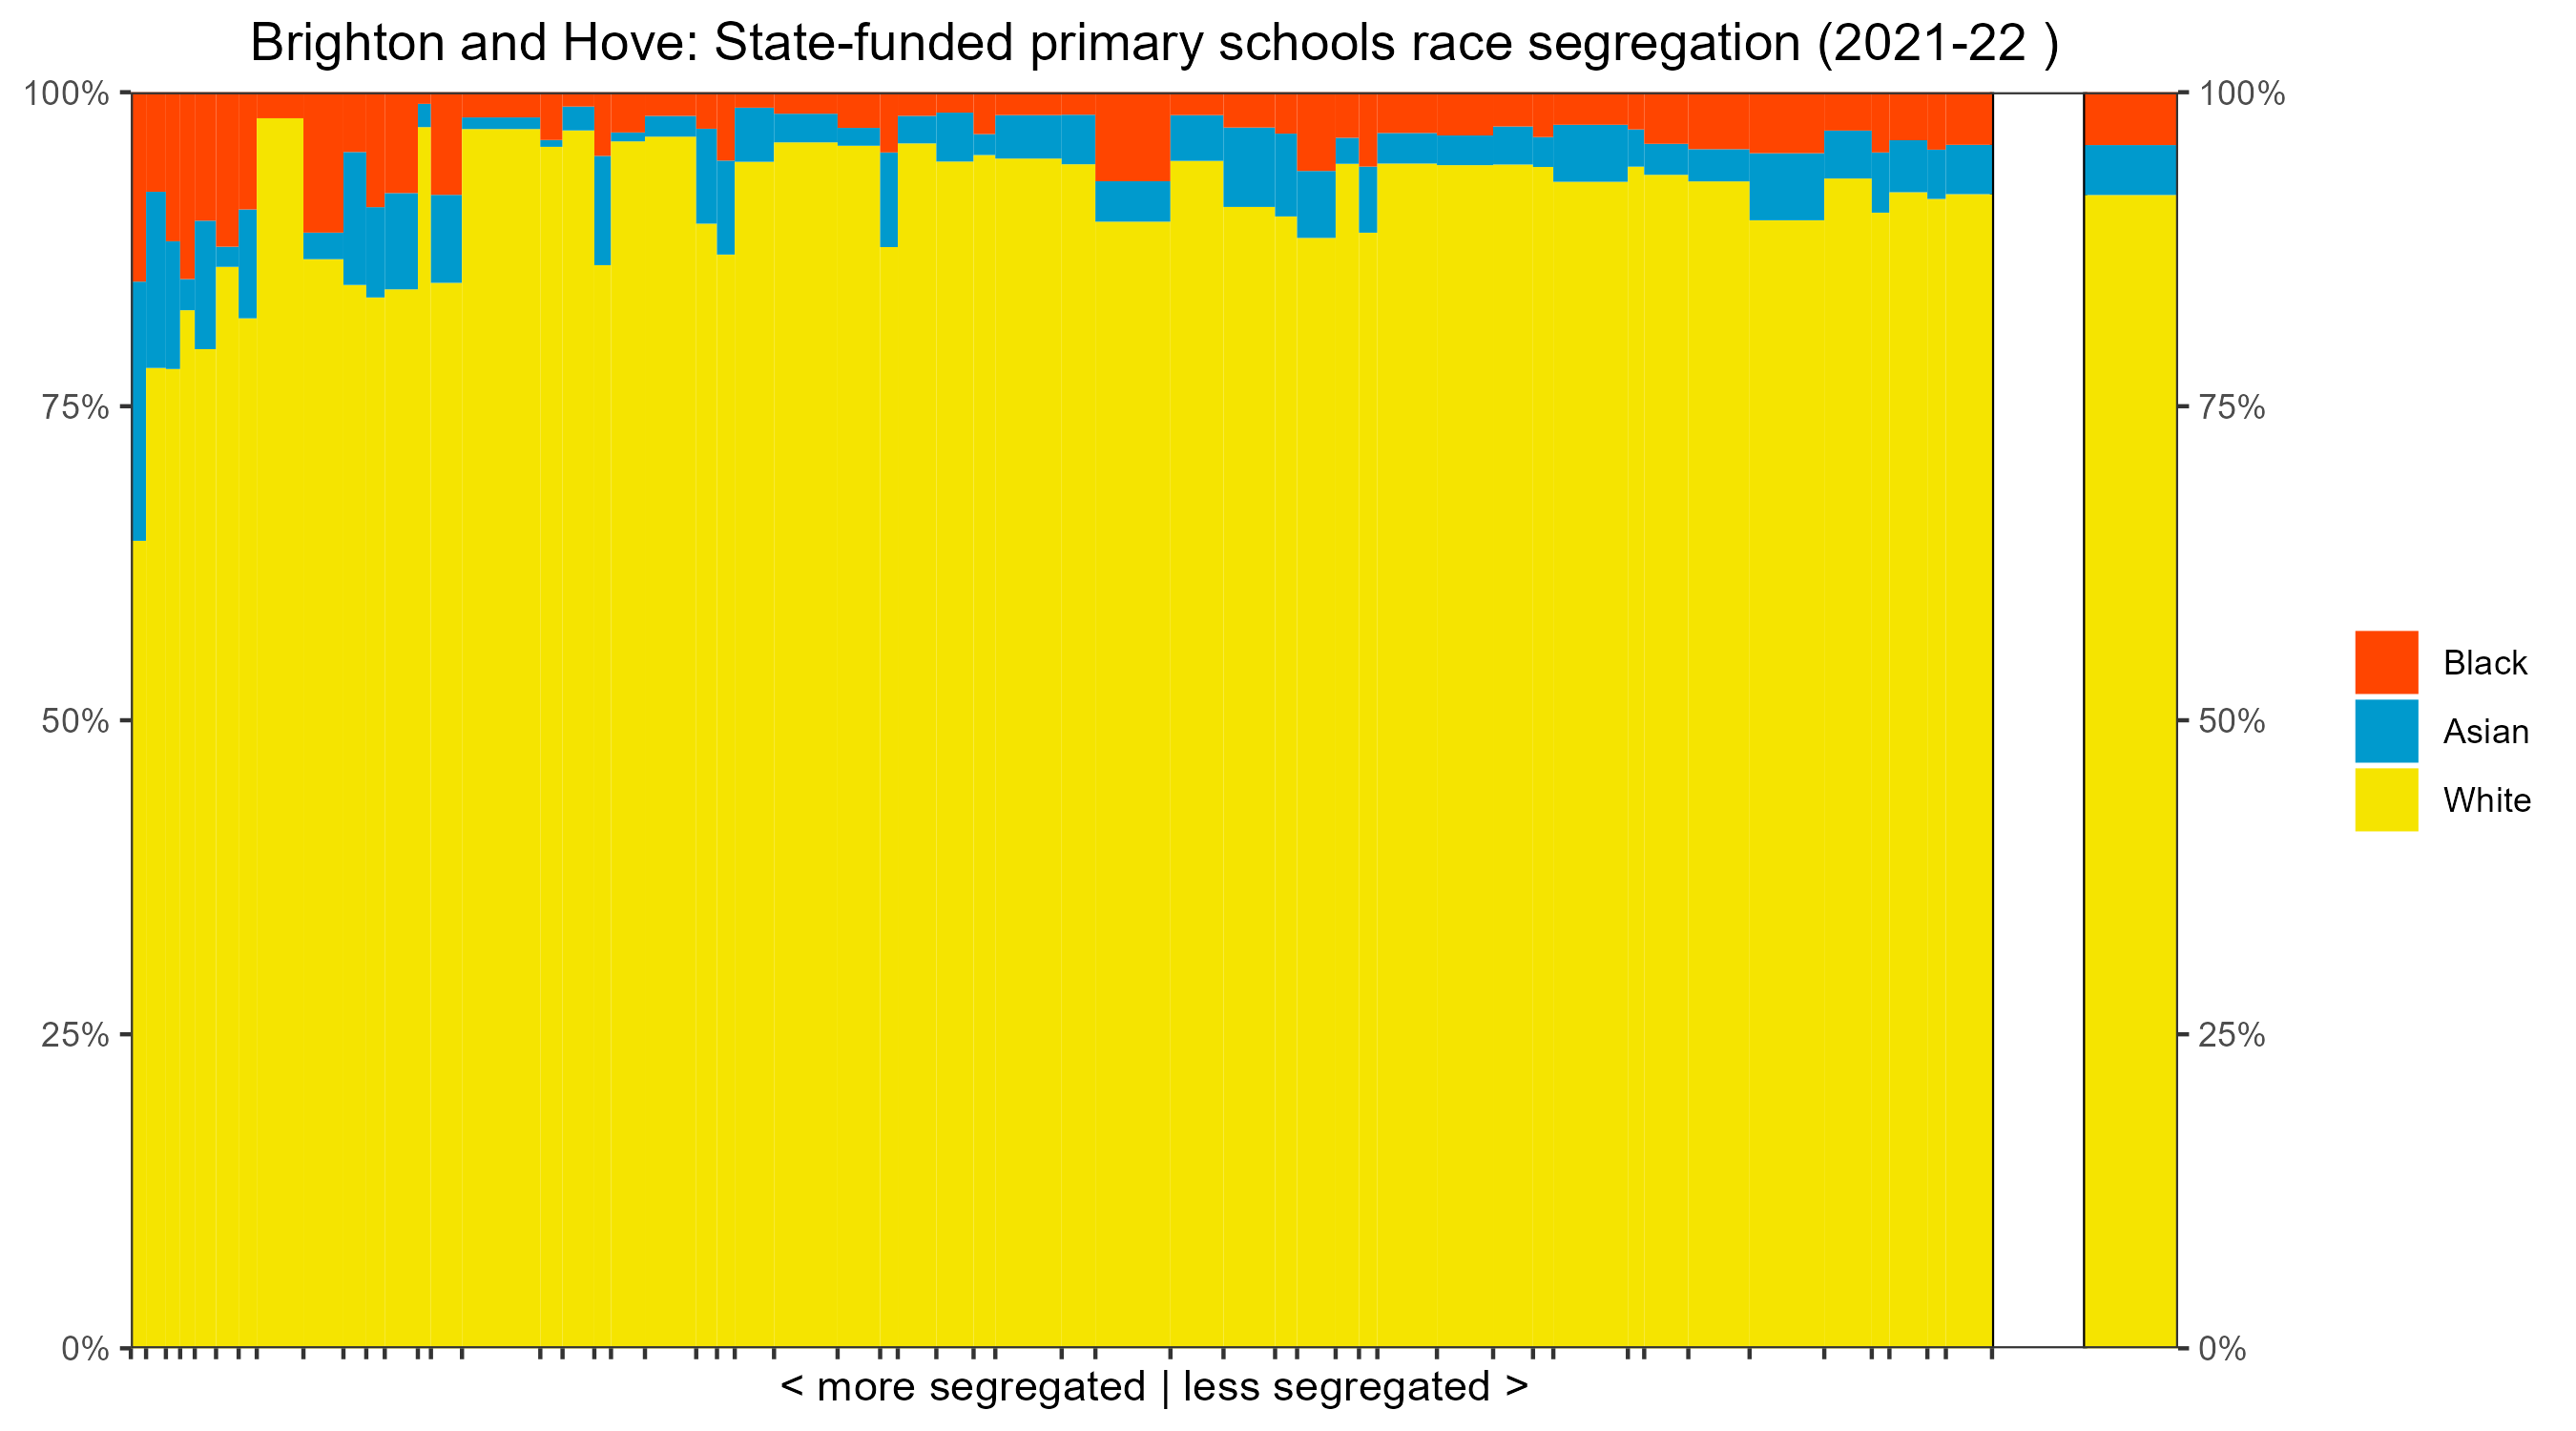 Brighton and Hove: State-funded primary schools race segregation (2021-22 )
100%
75%
50%
25%
0%
100%
75%
50%
25%
0%
Black
Asian
White
< more segregated | less segregated >